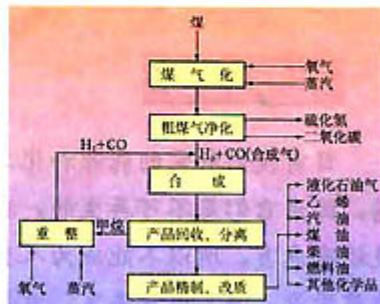 煤
煤气化
氧气
蒸汽
粗煤气净化
硫化氢
二氧化碳
H₂+CO
H₂+CO(合成气)
合成
重整
甲烷
产品回收、分离
氧气
蒸汽
产品精制、改质
液化石油气
乙烯
汽油
煤油
柴油
燃料油
其他化学品